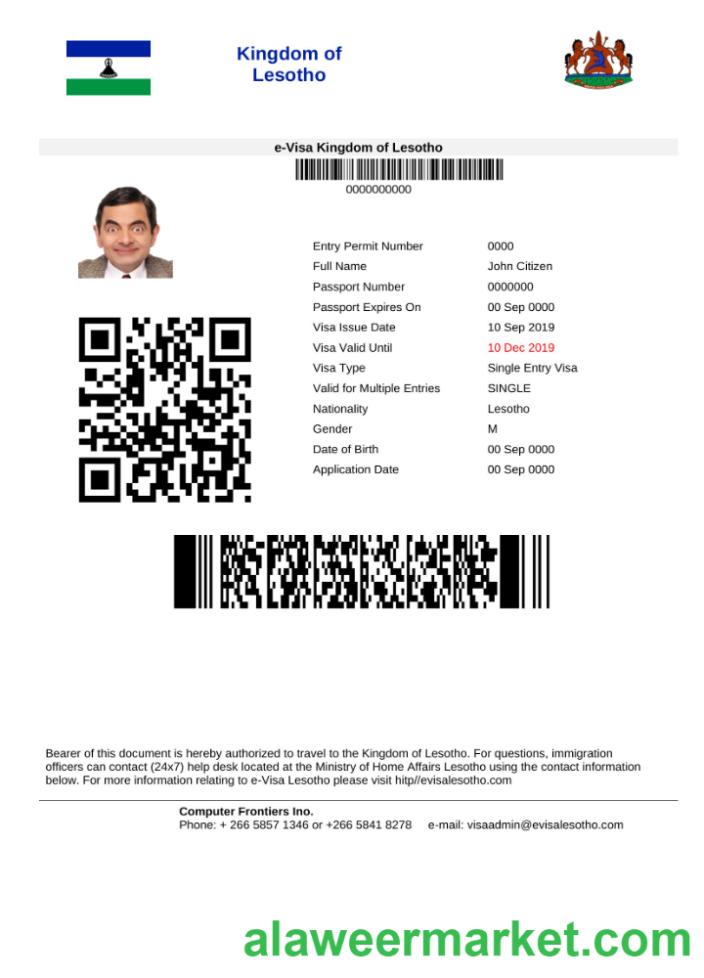 Kingdom of
Lesotho
e-Visa Kingdom of Lesotho
0000000000
Entry Permit Number 0000
Full Name John Citizen
Passport Number 0000000
Passport Expires On 00 Sep 0000
Visa Issue Date 10 Sep 2019
Visa Valid Until 10 Dec 2019
Visa Type Single Entry Visa
Valid for Multiple Entries SINGLE
Nationality Lesotho
Gender M
Date of Birth 00 Sep 0000
Application Date 00 Sep 0000
Bearer of this document is hereby authorized to travel to the Kingdom of Lesotho. For questions, immigration
officers can contact (24x7) help desk located at the Ministry of Home Affairs Lesotho using the contact information
below. For more information relating to e-Visa Lesotho please visit hitp//evisalesotho.com
Computer Frontiers Ino.
Phone: + 266 5857 1346 or +266 5841 8278 e-mail: visaadmin@evisalesotho.com
alaweermarket.com